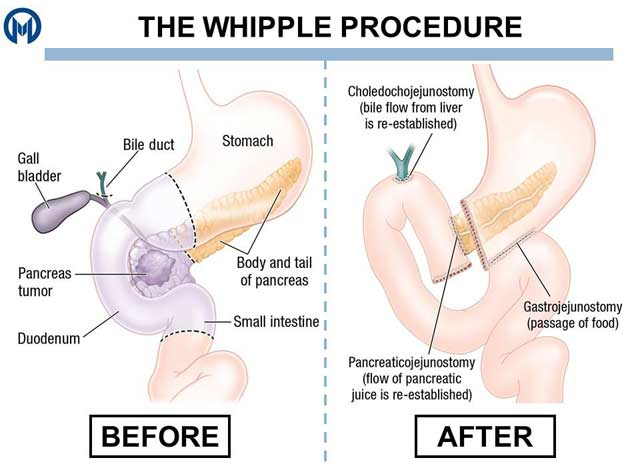 THE WHIPPLE PROCEDURE
Bile duct
Stomach
Gall
bladder
Pancreas
tumor
Duodenum
Body and tail
of pancreas
Small intestine
BEFORE
Choledochojejunostomy
(bile flow from liver
is re-established)
Gastrojejunostomy
(passage of food)
Pancreaticojejunostomy
(flow of pancreatic
juice is re-established)
AFTER